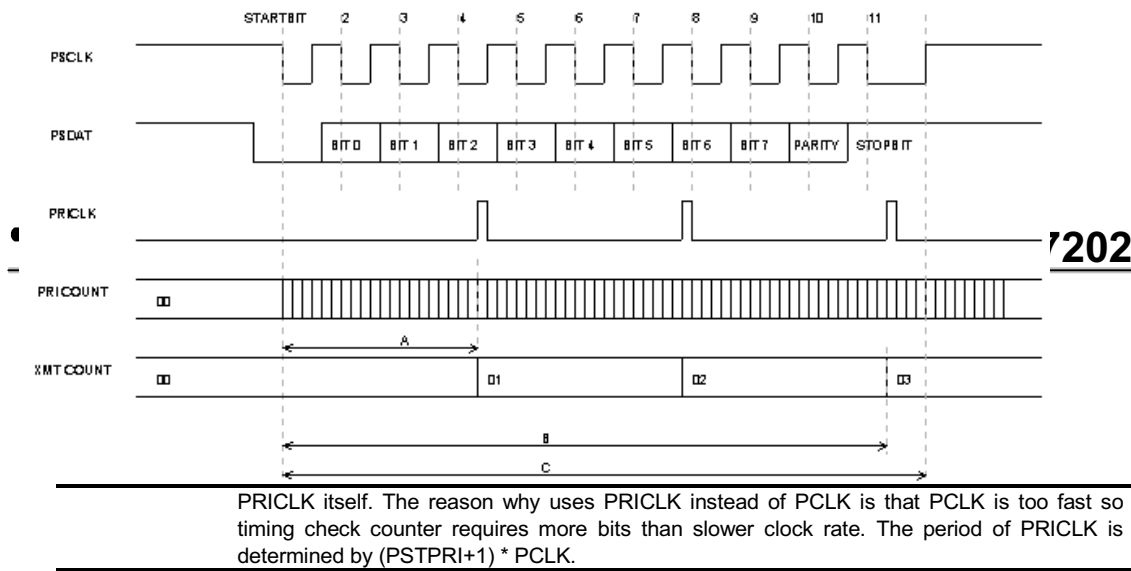 STARTBIT 2 3 4 5 6 7 8 9 10 11
PSCLK
PSDAT BIT 0 BIT 1 BIT 2 BIT 3 BIT 4 BIT 5 BIT 6 BIT 7 PARITY STOPBIT
PRICLK
7202
PRICOUNT 00
A
XMTCOUNT 00 01 02 03
B
C
PRICLK itself. The reason why uses PRICLK instead of PCLK is that PCLK is too fast so
timing check counter requires more bits than slower clock rate. The period of PRICLK is
determined by (PSTPRI+1) * PCLK.